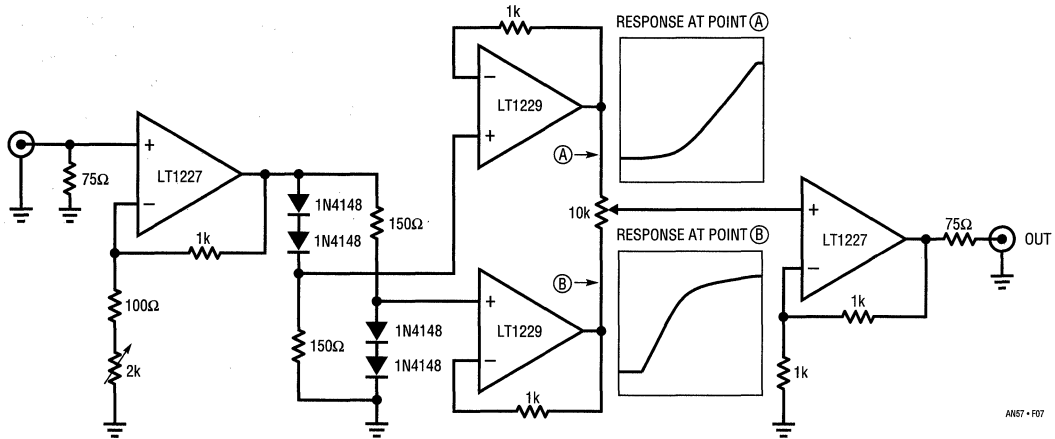 1k
RESPONSE AT POINT Ⓐ
−
LT1229
+
+
LT1227
−
75Ω
1N4148
1N4148
150Ω
1k
100Ω
2k
150Ω
1N4148
1N4148
A
10k
RESPONSE AT POINT Ⓑ
B
+
LT1229
−
1k
+
LT1227
−
75Ω
OUT
1k
1k
AN57 • F07